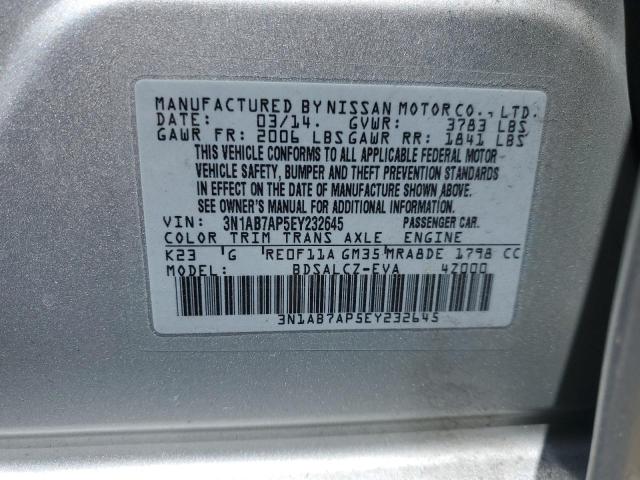 MANUFACTURED BY NISSAN MOTOR CO., LTD.
DATE: 03/14. GVWR: 3783 LBS
GAWR FR: 2006 LBS GAWR RR: 1841 LBS
THIS VEHICLE CONFORMS TO ALL APPLICABLE FEDERAL MOTOR
VEHICLE SAFETY, BUMPER AND THEFT PREVENTION STANDARDS
IN EFFECT ON THE DATE OF MANUFACTURE SHOWN ABOVE.
SEE OWNER'S MANUAL FOR ADDITIONAL INFORMATION.
VIN: 3N1AB7AP5EY232645 PASSENGER CAR.
COLOR TRIM TRANS AXLE ENGINE
K23 G RE0F11A GM35 MRA8DE 1798 CC
MODEL: BDSALCZ-EVA 4Z000
3N1AB7AP5EY232645